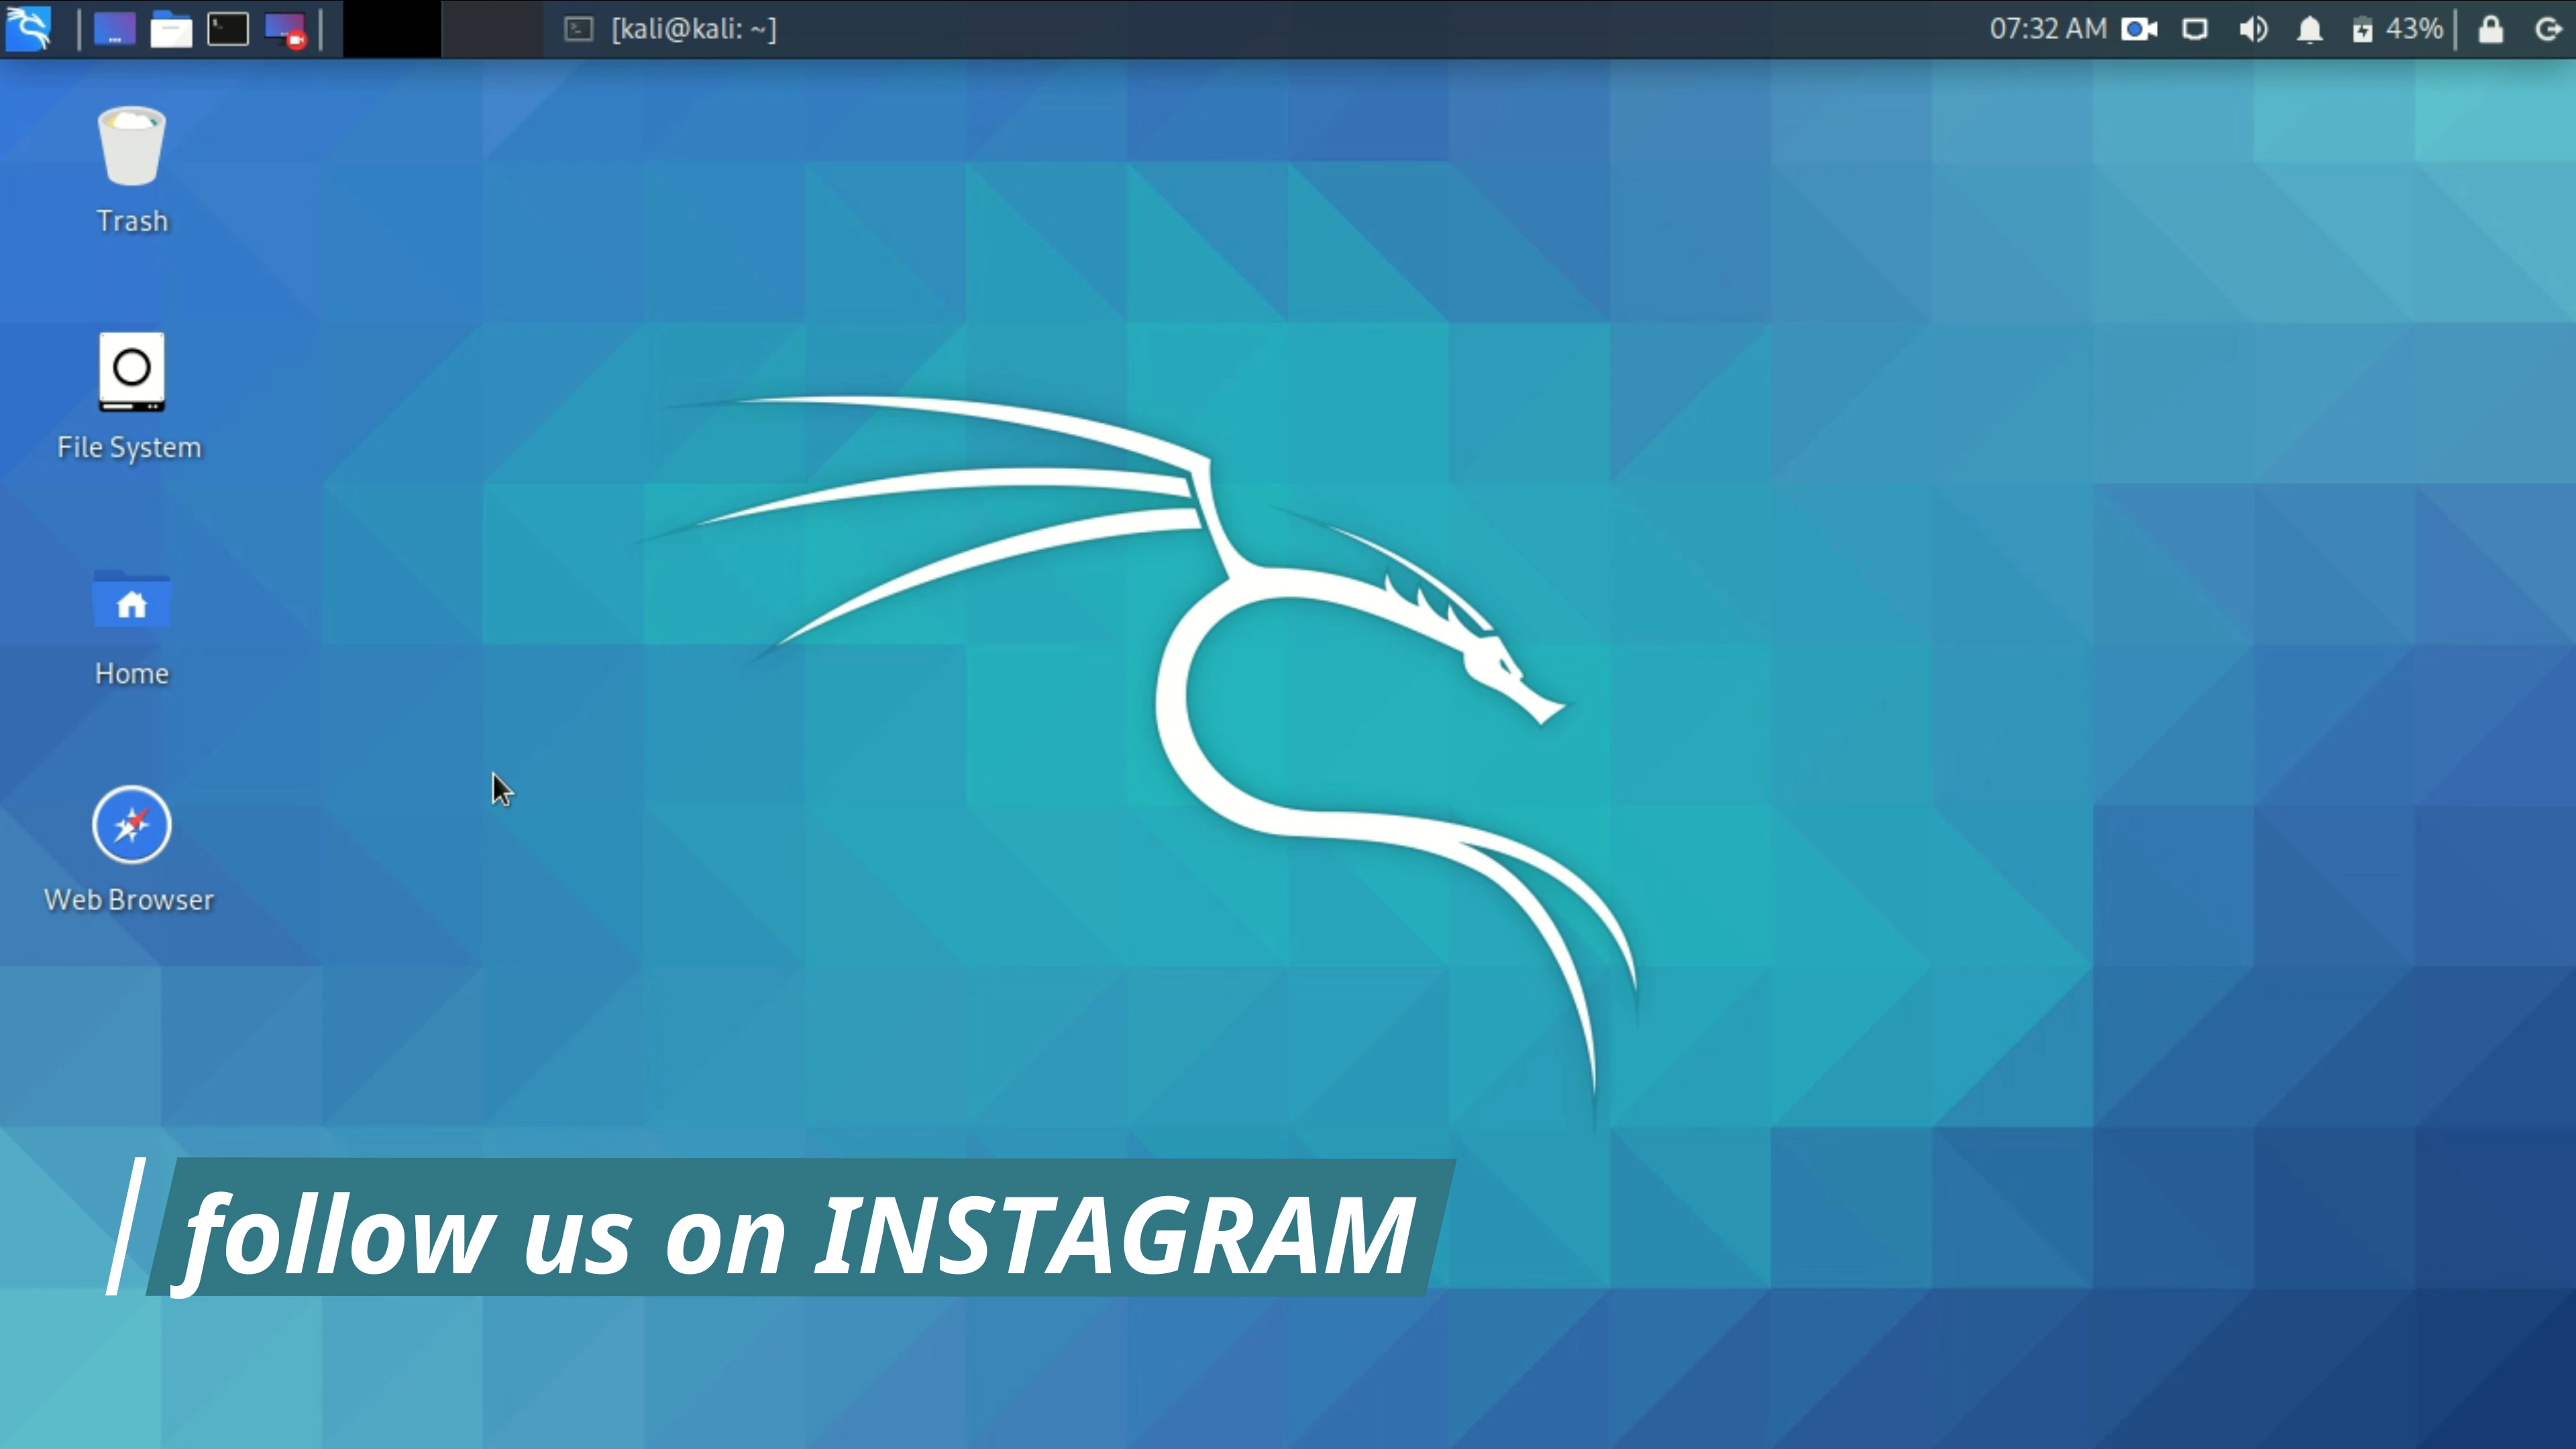 [kali@kali: ~]
07:32 AM
43%
Trash
File System
Home
Web Browser
follow us on INSTAGRAM